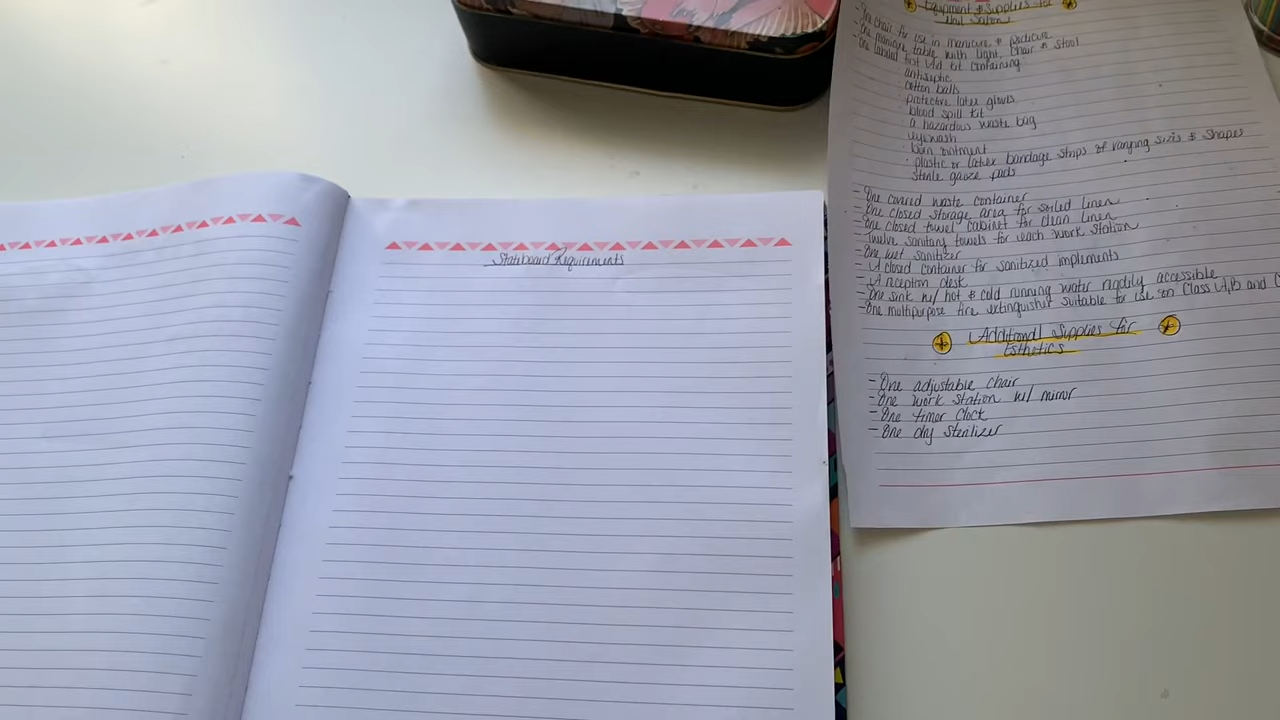 Stateboard Requirements
Equipment & Supplies for
Nail Salon
- One chair for use in manicure & pedicure
- One manicure table with light, chair & stool
- One labeled first aid kit containing
antiseptic
cotton balls
protective latex gloves
blood spill kit
a hazardous waste bag
eyewash
burn ointment
plastic or latex bandage strips of varying sizes & shapes
sterile gauze pads
- One covered waste container
- One closed storage area for soiled linen
- One closed towel cabinet for clean linen
- Twelve sanitary towels for each work station
- One wet sanitizer
- A closed container for sanitized implements
- A reception desk
- One sink w/ hot & cold running water readily accessible
- One multipurpose fire extinguisher suitable for use on Class A, B and C
Additional Supplies for
Esthetics
- One adjustable chair
- One work station w/ mirror
- One timer clock
- One dry sterilizer